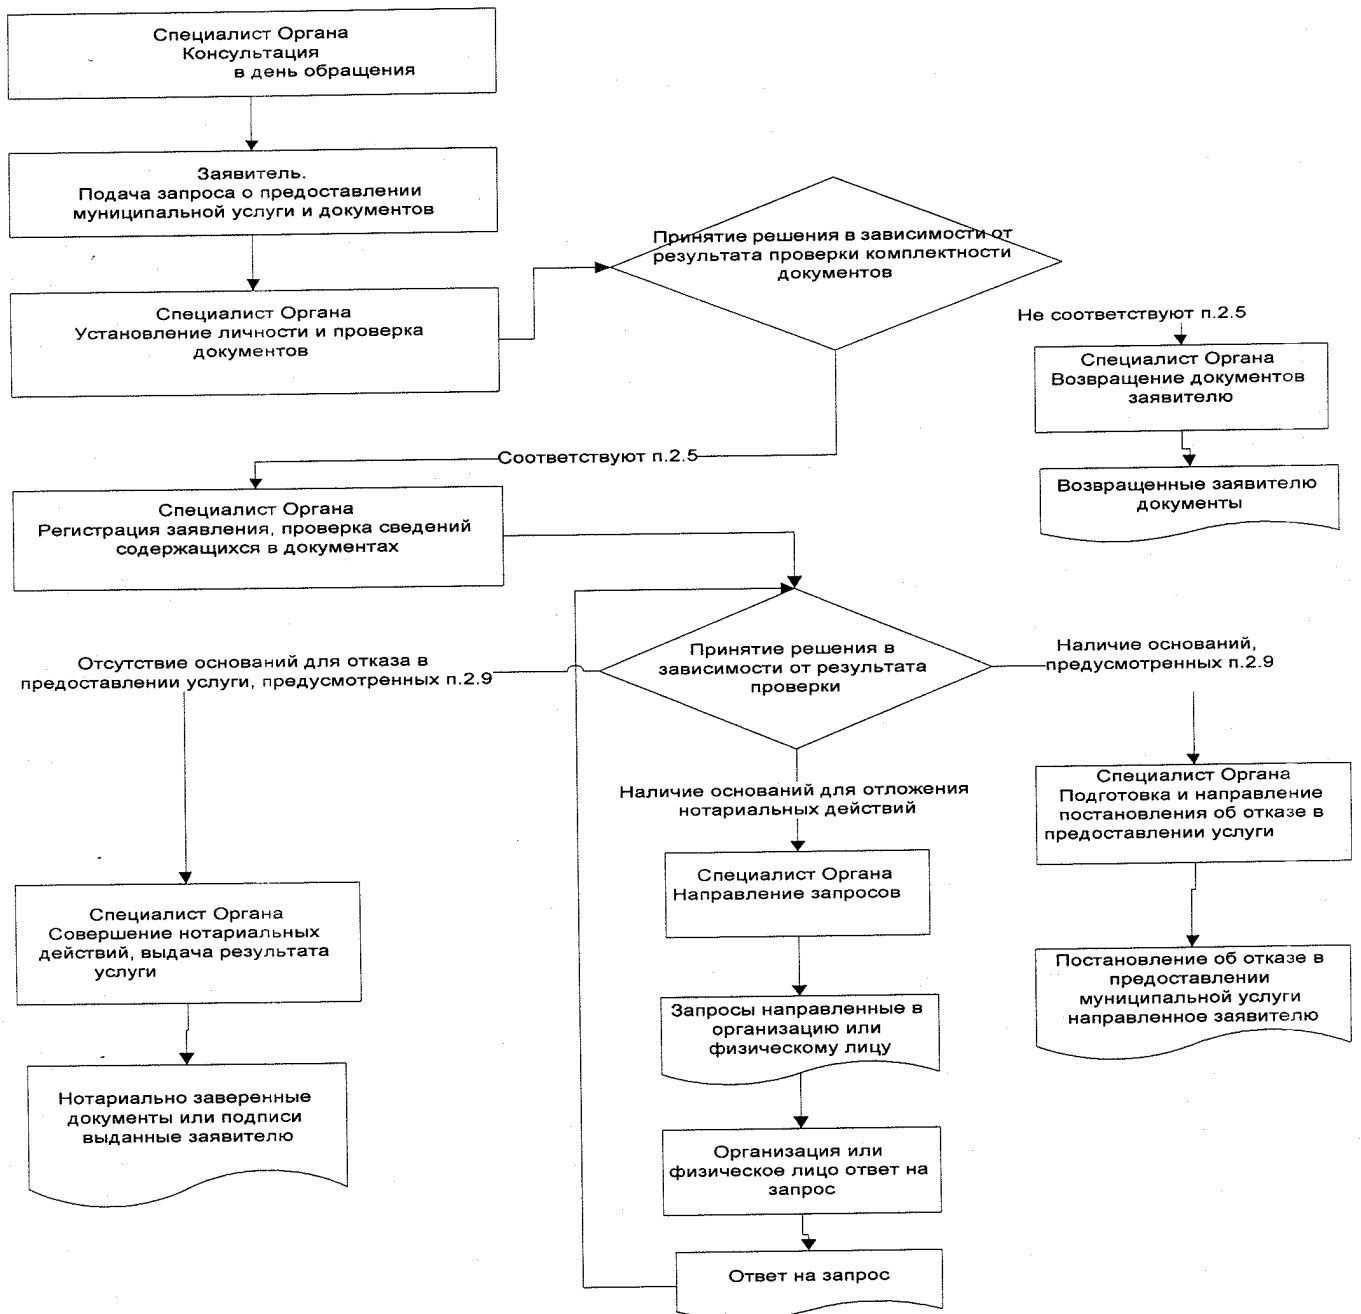 Специалист Органа
Консультация
в день обращения
Заявитель.
Подача запроса о предоставлении
муниципальной услуги и документов
Специалист Органа
Установление личности и проверка
документов
Принятие решения в зависимости от
результата проверки комплектности
документов
Не соответствуют п.2.5
Специалист Органа
Возвращение документов
заявителю
Возвращенные заявителю
документы
Соответствуют п.2.5
Специалист Органа
Регистрация заявления, проверка сведений
содержащихся в документах
Принятие решения в
зависимости от результата
проверки
Отсутствие оснований для отказа в
предоставлении услуги, предусмотренных п.2.9
Наличие оснований,
предусмотренных п.2.9
Наличие оснований для отложения
нотариальных действий
Специалист Органа
Подготовка и направление
постановления об отказе в
предоставлении услуги
Специалист Органа
Направление запросов
Специалист Органа
Совершение нотариальных
действий, выдача результата
услуги
Постановление об отказе в
предоставлении
муниципальной услуги
направленное заявителю
Запросы направленные в
организацию или
физическому лицу
Нотариально заверенные
документы или подписи
выданные заявителю
Организация или
физическое лицо ответ на
запрос
Ответ на запрос